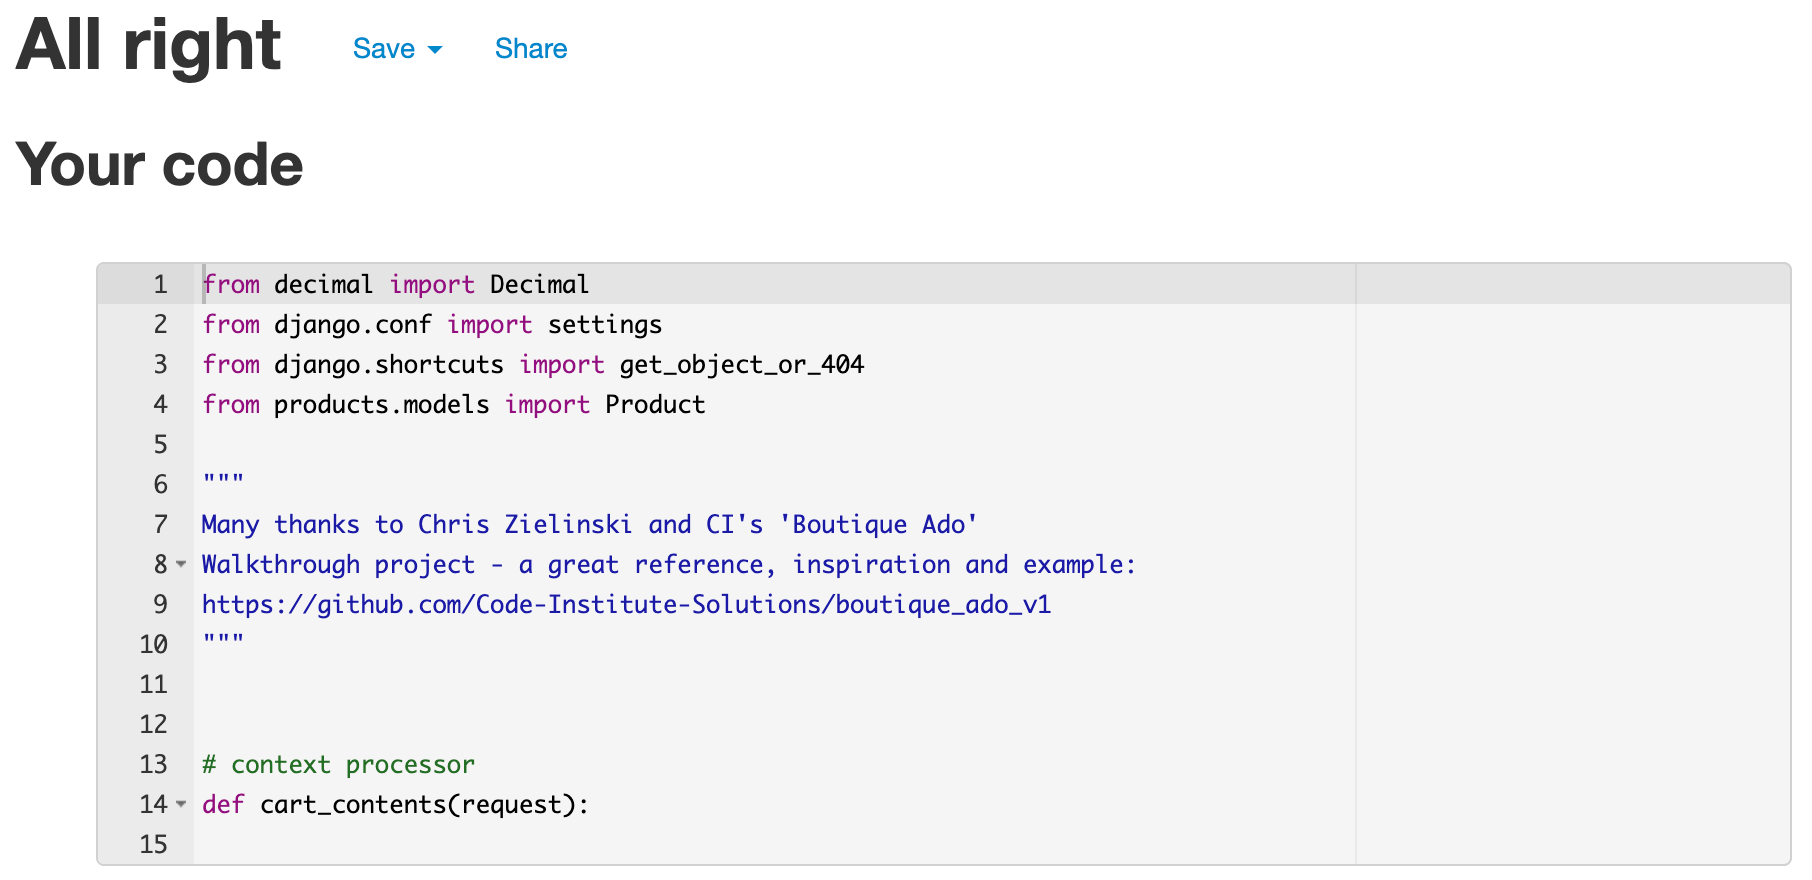 All right Save Share
Your code
1 from decimal import Decimal
2 from django.conf import settings
3 from django.shortcuts import get_object_or_404
4 from products.models import Product
5
6 """
7 Many thanks to Chris Zielinski and CI's 'Boutique Ado'
8 Walkthrough project - a great reference, inspiration and example:
9 https://github.com/Code-Institute-Solutions/boutique_ado_v1
10 """
11
12
13 # context processor
14 def cart_contents(request):
15